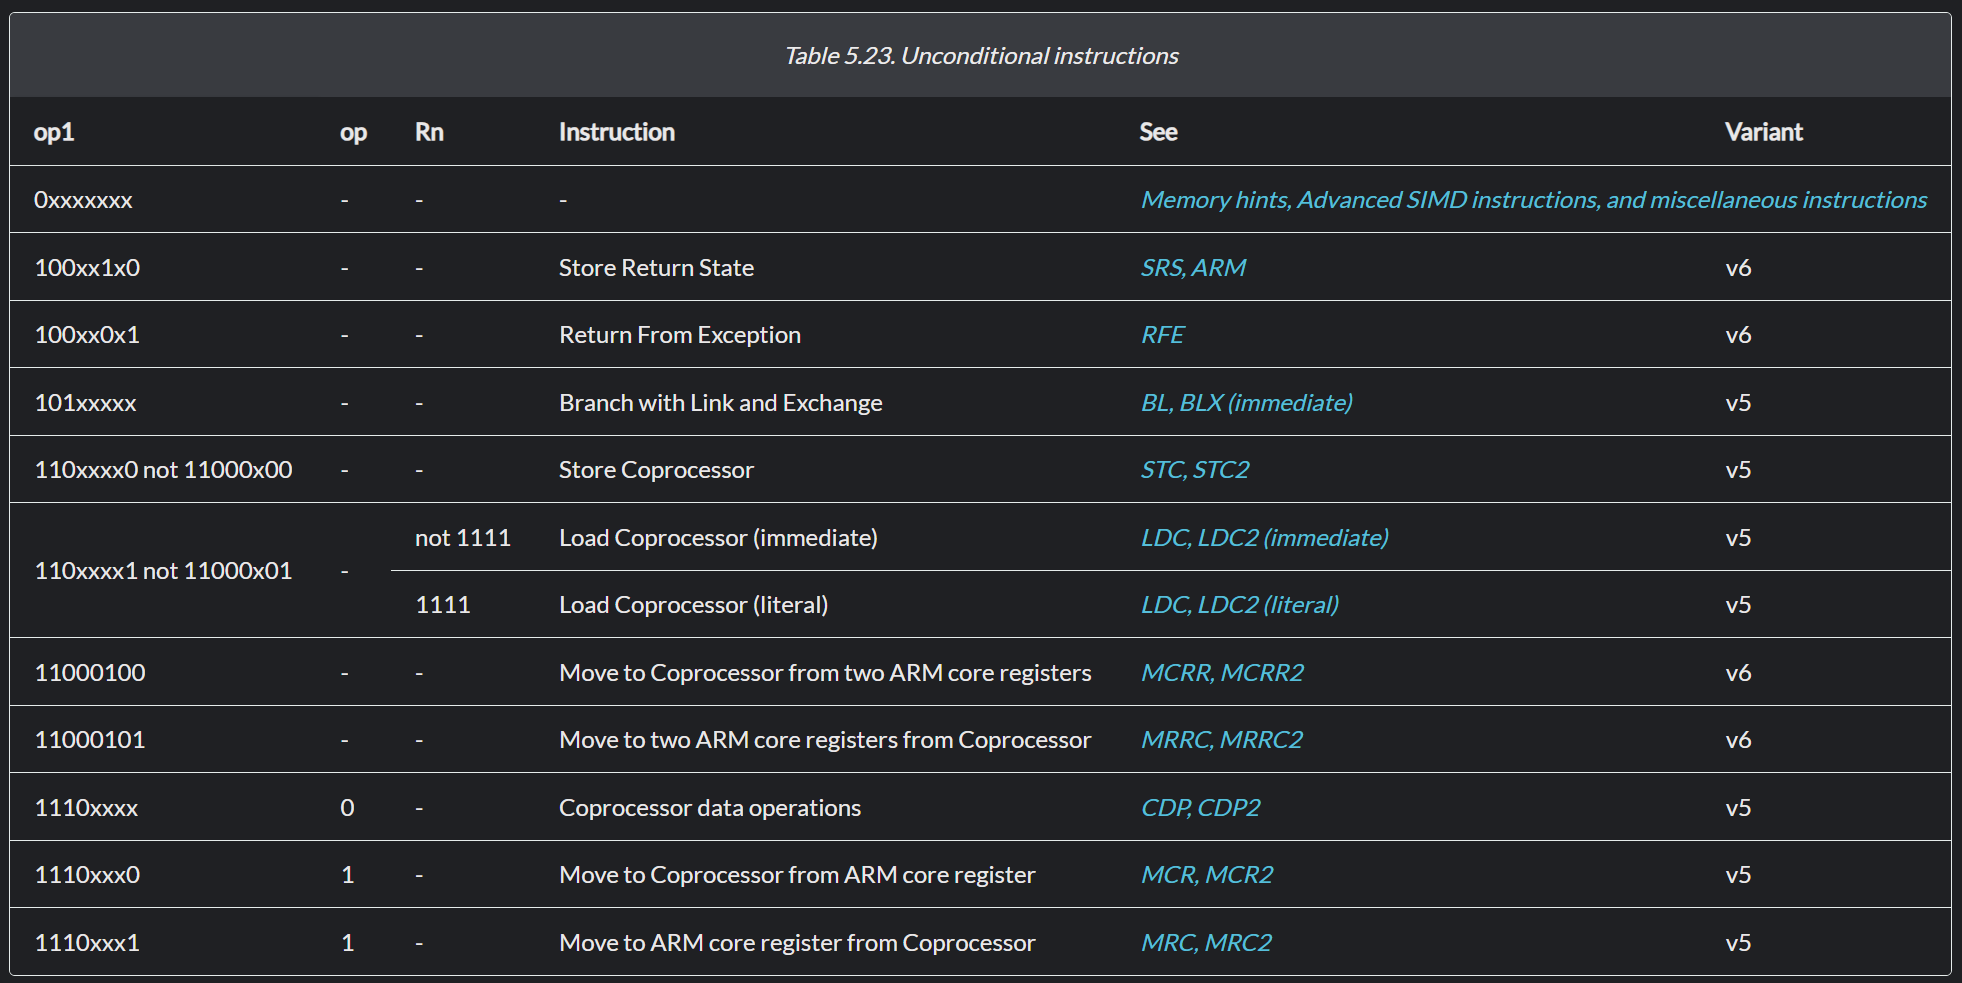 Table 5.23. Unconditional instructions
op1 op Rn Instruction See Variant
0xxxxxxx - - - Memory hints, Advanced SIMD instructions, and miscellaneous instructions
100xx1x0 - - Store Return State SRS, ARM v6
100xx0x1 - - Return From Exception RFE v6
101xxxxx - - Branch with Link and Exchange BL, BLX (immediate) v5
110xxxx0 not 11000x00 - - Store Coprocessor STC, STC2 v5
110xxxx1 not 11000x01 - not 1111 Load Coprocessor (immediate) LDC, LDC2 (immediate) v5
1111 Load Coprocessor (literal) LDC, LDC2 (literal) v5
11000100 - - Move to Coprocessor from two ARM core registers MCRR, MCRR2 v6
11000101 - - Move to two ARM core registers from Coprocessor MRRC, MRRC2 v6
1110xxxx 0 - Coprocessor data operations CDP, CDP2 v5
1110xxx0 1 - Move to Coprocessor from ARM core register MCR, MCR2 v5
1110xxx1 1 - Move to ARM core register from Coprocessor MRC, MRC2 v5